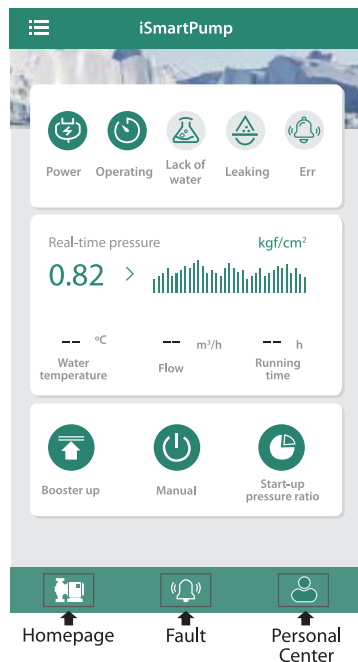 iSmartPump
Power
Operating
Lack of
water
Leaking
Err
Real-time pressure
kgf/cm²
0.82 >
-- ºC
-- m³/h
-- h
Water
temperature
Flow
Running
time
Booster up
Manual
Start-up
pressure ratio
Homepage
Fault
Personal
Center